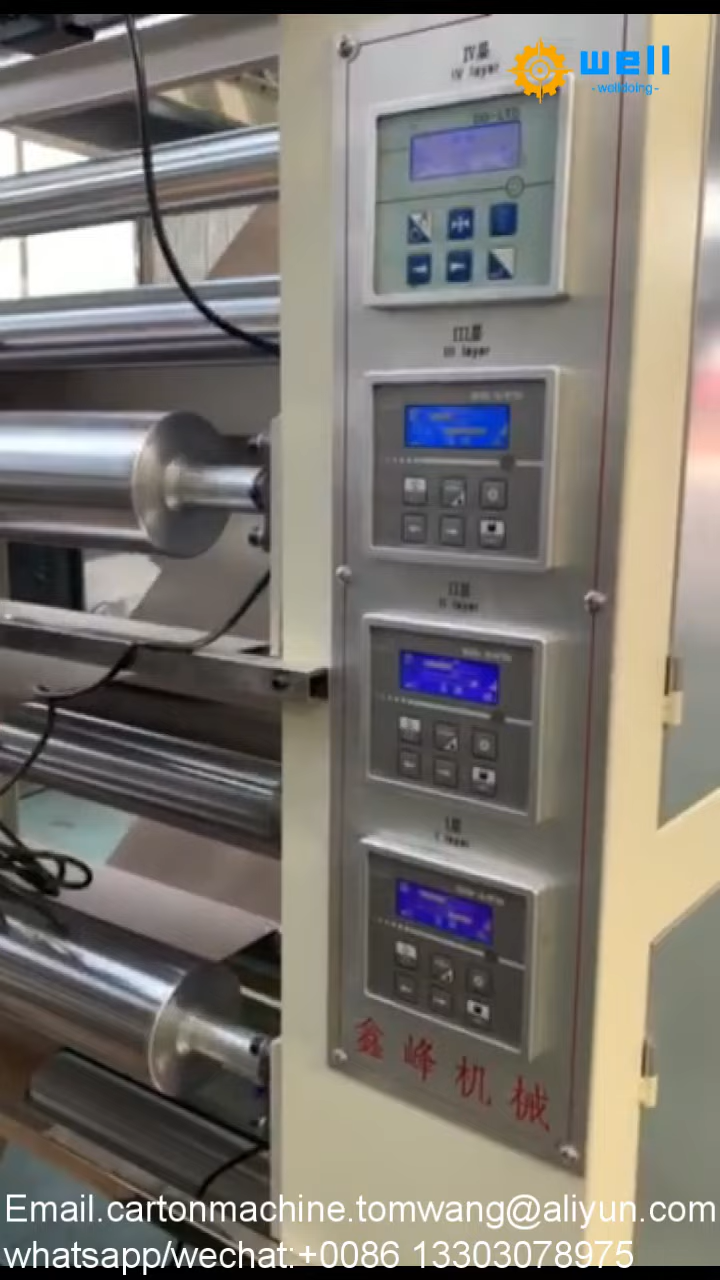 well
-welldoing-
IV层
IV layer
III层
III layer
II层
II layer
I层
I layer
鑫峰机械
Email.cartonmachine.tomwang@aliyun.com
whatsapp/wechat:+0086 13303078975